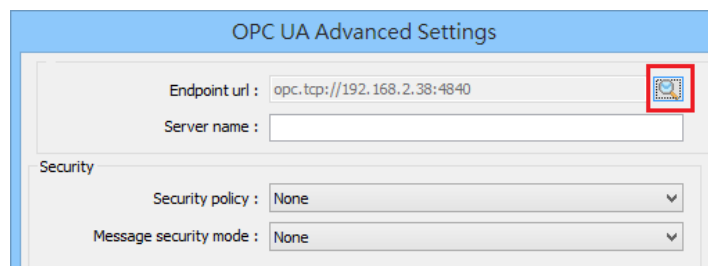 OPC UA Advanced Settings
Endpoint url : opc.tcp://192.168.2.38:4840
Server name :
Security
Security policy : None
Message security mode : None